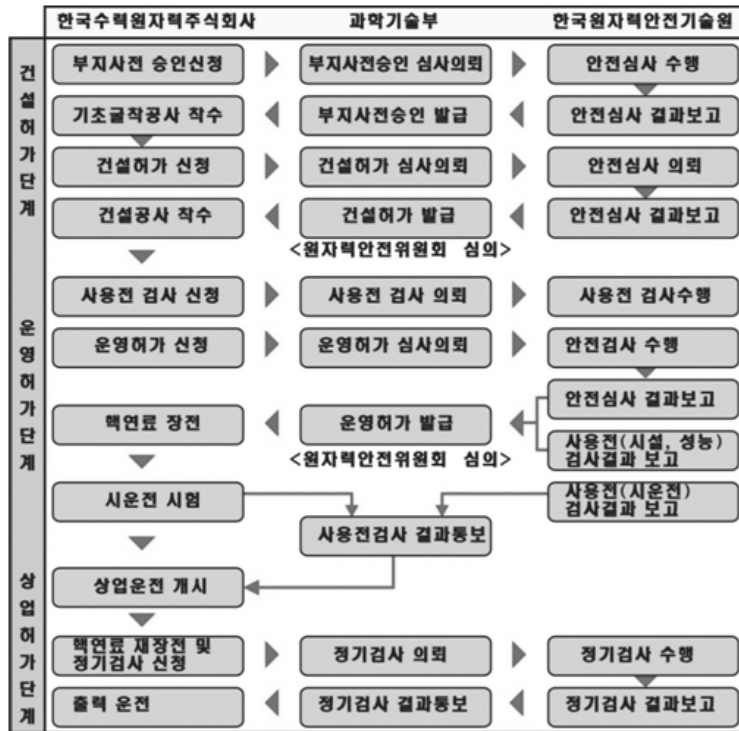 한국수력원자력주식회사 과학기술부 한국원자력안전기술원
건설허가단계
부지사전 승인신청 부지사전승인 심사의뢰 안전심사 수행
기초굴착공사 착수 부지사전승인 발급 안전심사 결과보고
건설허가 신청 건설허가 심사의뢰 안전심사 의뢰
건설공사 착수 건설허가 발급 안전심사 결과보고
<원자력안전위원회 심의>
운영허가단계
사용전 검사 신청 사용전 검사 의뢰 사용전 검사수행
운영허가 신청 운영허가 심사의뢰 안전검사 수행
안전심사 결과보고
핵연료 장전 운영허가 발급
사용전(시설, 성능)
검사결과 보고
<원자력안전위원회 심의>
시운전 시험
사용전(시운전)
검사결과 보고
사용전검사 결과통보
상업허가단계
상업운전 개시
핵연료 재장전 및
정기검사 신청
정기검사 의뢰 정기검사 수행
출력 운전 정기검사 결과통보 정기검사 결과보고